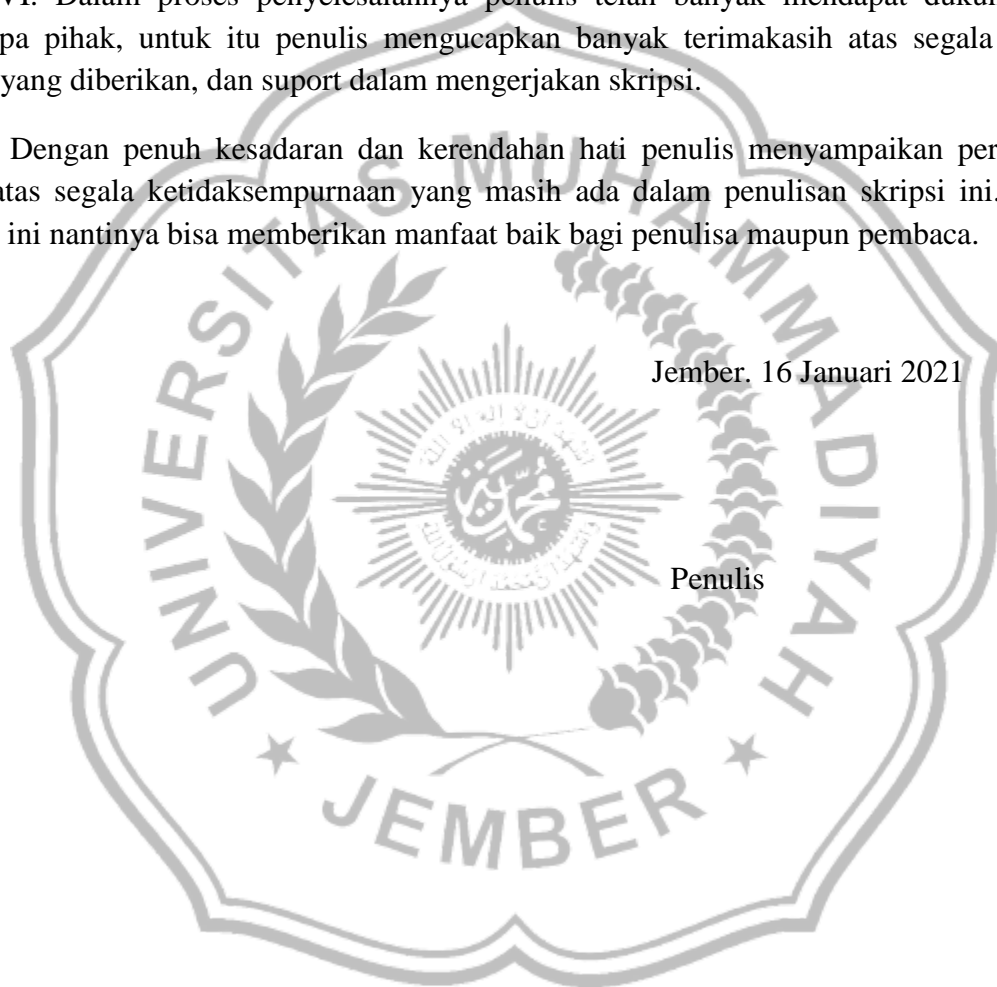 VI. Dalam proses penyelesaiannya penulis telah banyak mendapat duku
pa pihak, untuk itu penulis mengucapkan banyak terimakasih atas segala
yang diberikan, dan suport dalam mengerjakan skripsi.
Dengan penuh kesadaran dan kerendahan hati penulis menyampaikan per
atas segala ketidaksempurnaan yang masih ada dalam penulisan skripsi ini.
ini nantinya bisa memberikan manfaat baik bagi penulisa maupun pembaca.
Jember. 16 Januari 2021
Penulis
UNIVERSITAS MUHAMMADIYAH
JEMBER